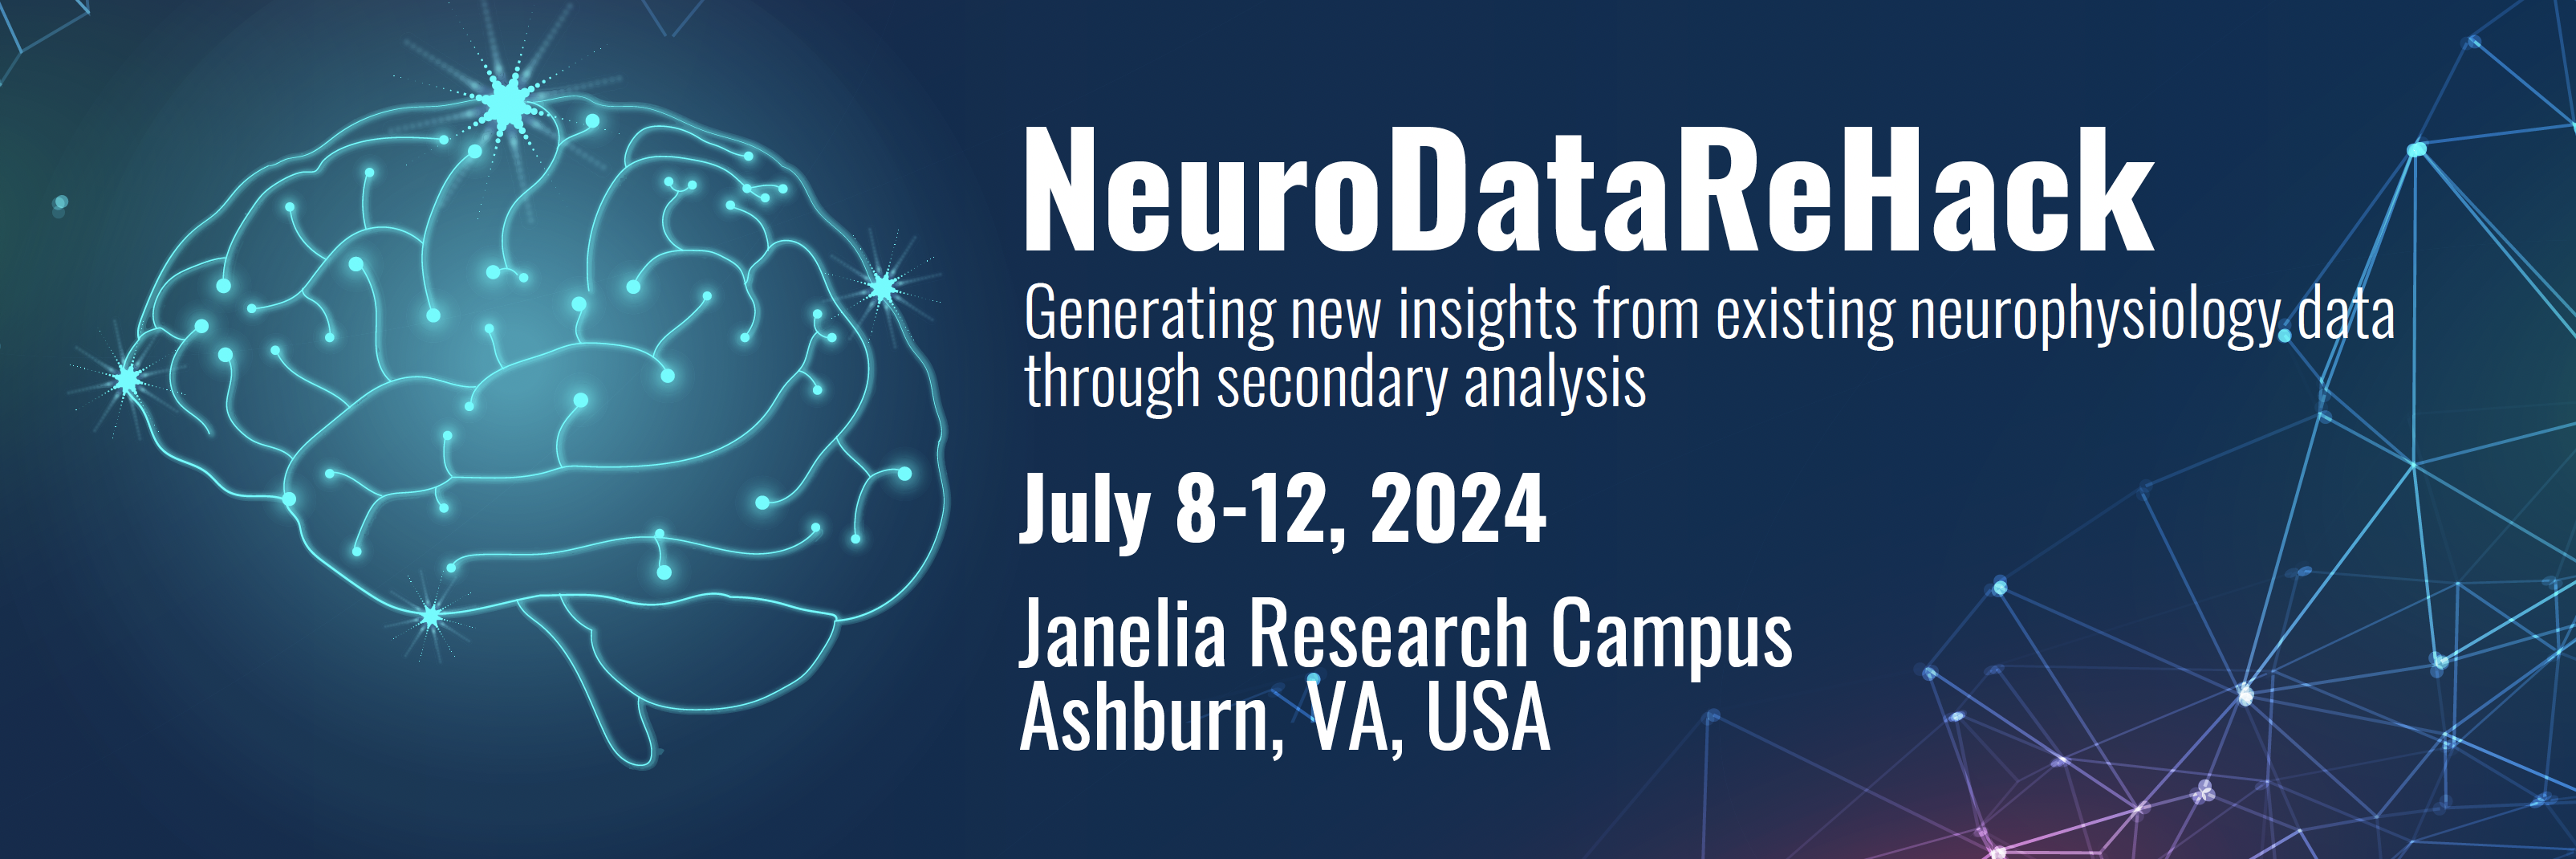 NeuroDataReHack
Generating new insights from existing neurophysiology data
through secondary analysis
July 8-12, 2024
Janelia Research Campus
Ashburn, VA, USA